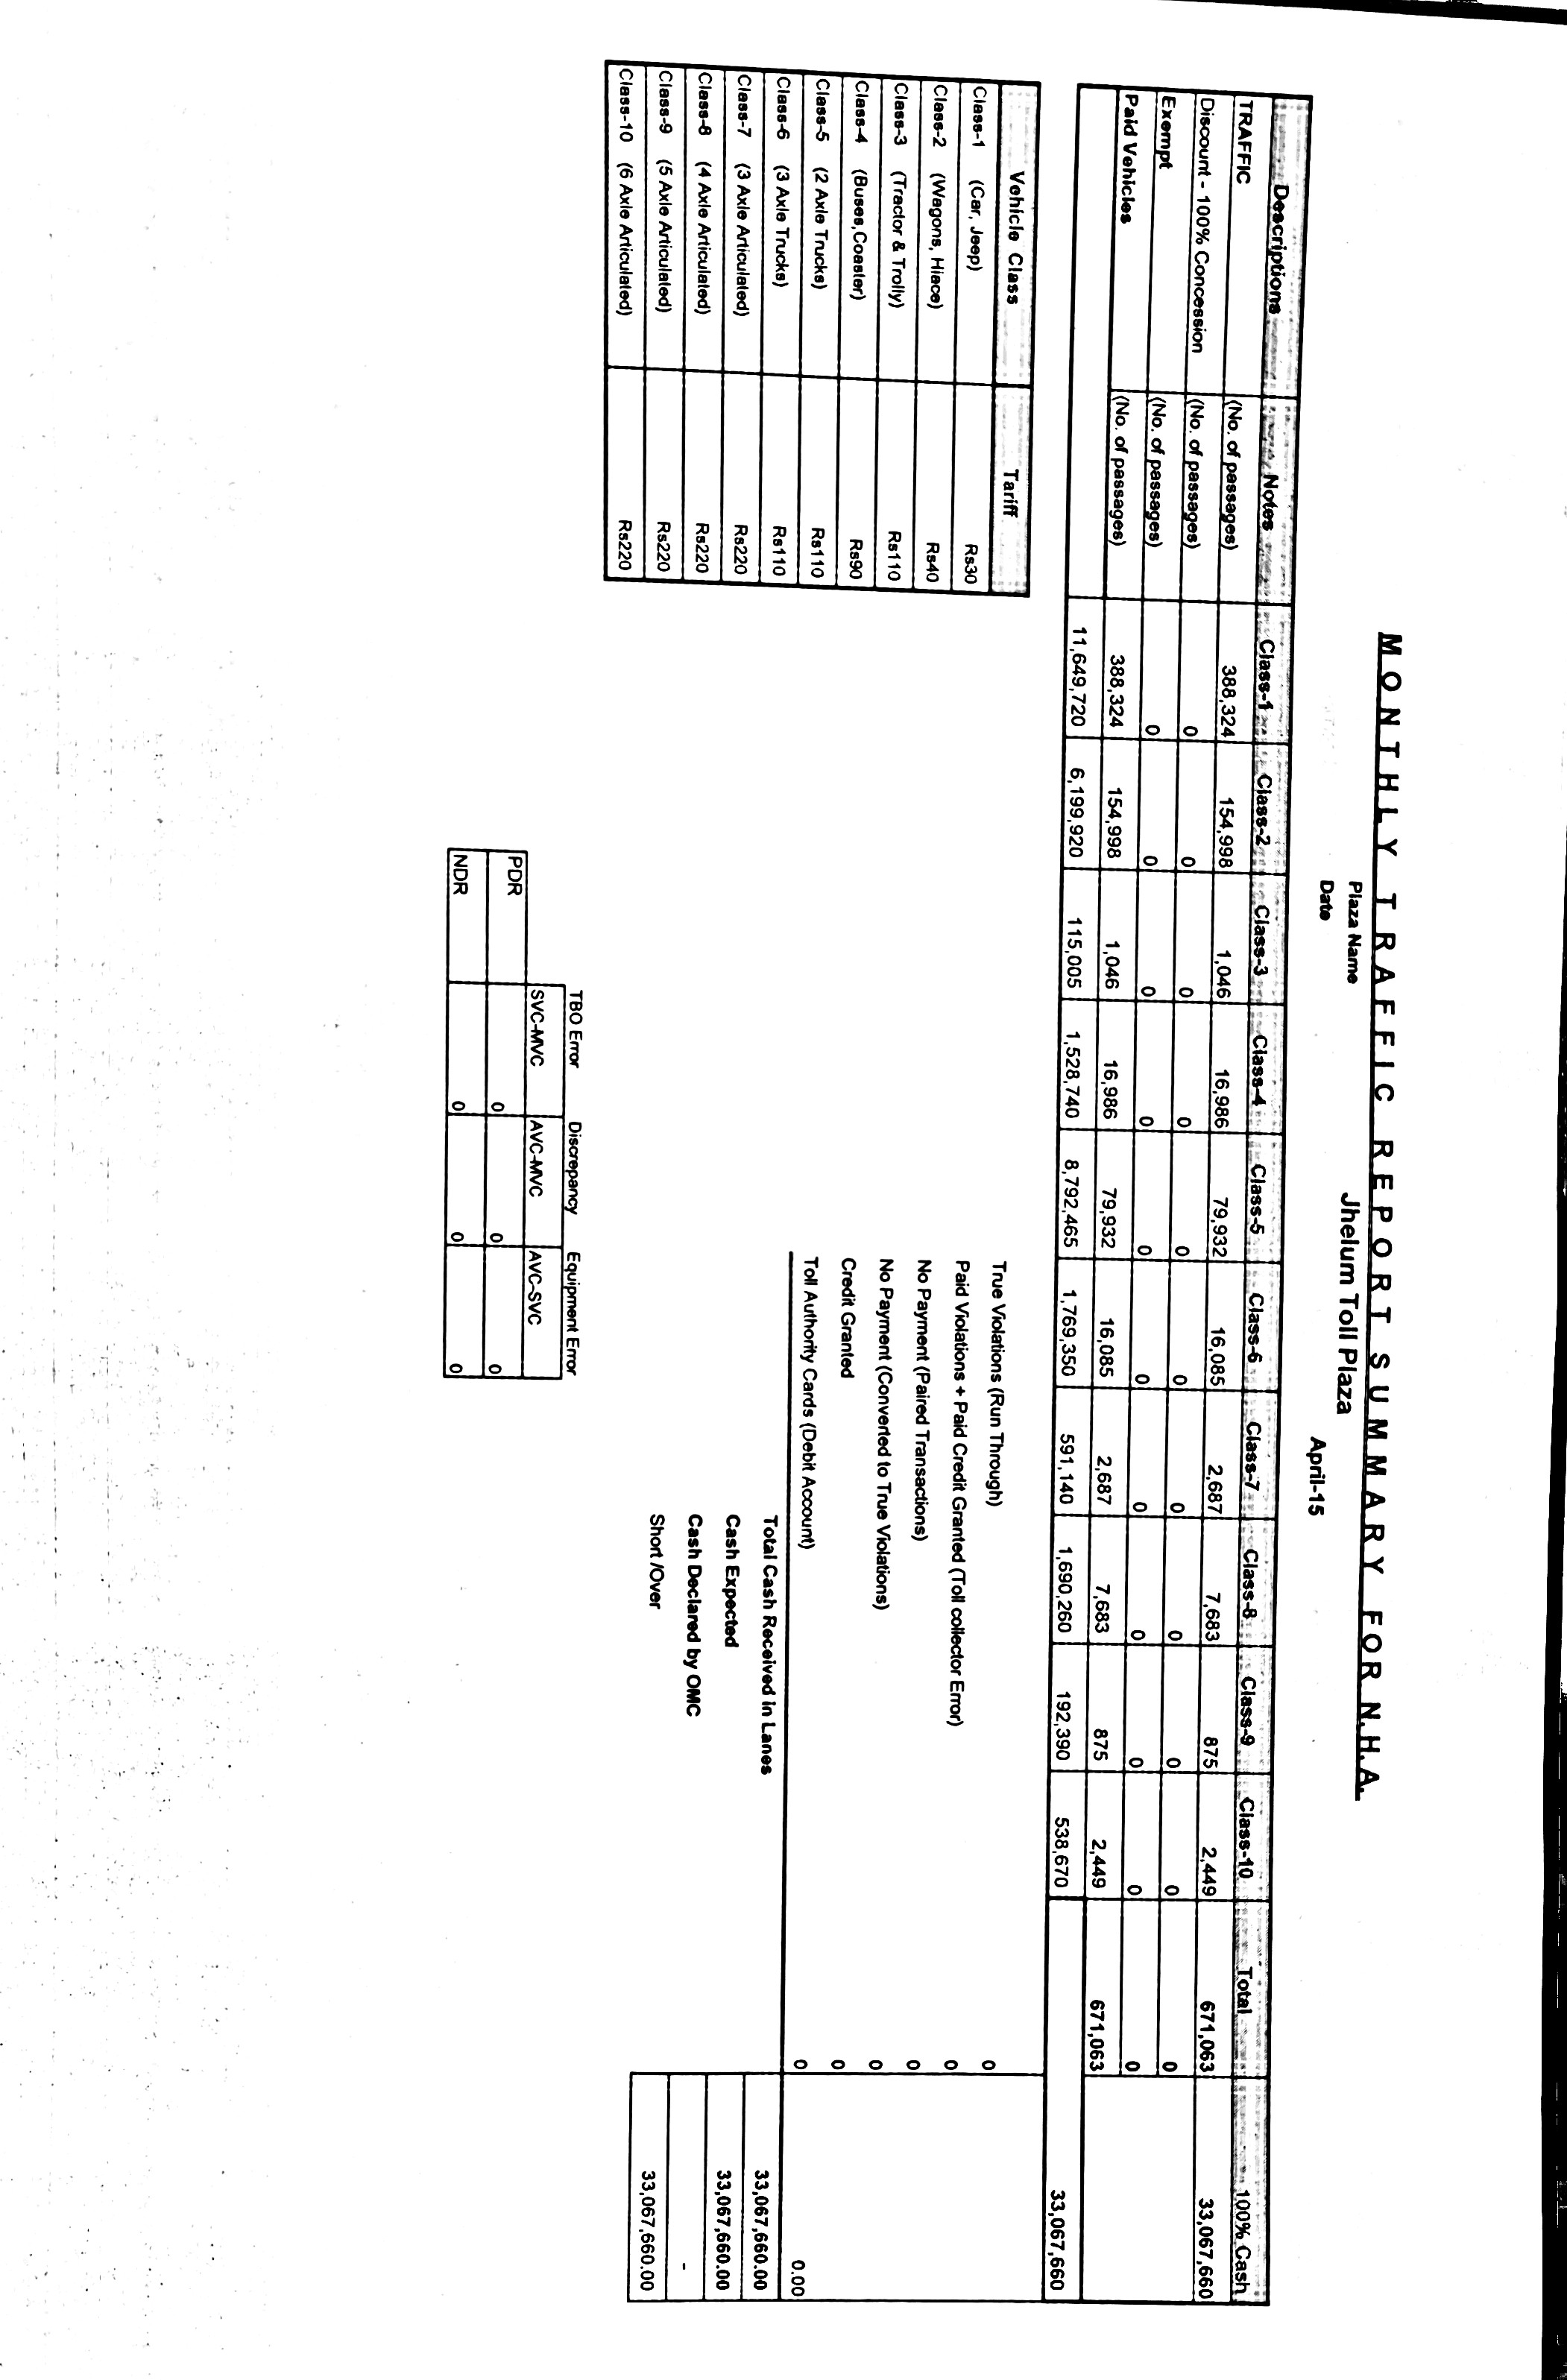 MONTHLY TRAFFIC REPORT SUMMARY FOR N.H.A.
Plaza Name Jhelum Toll Plaza
Date April-15
Descriptions Notes Class-1 Class-2 Class-3 Class-4 Class-5 Class-6 Class-7 Class-8 Class-9 Class-10 Total 100% Cash
TRAFFIC (No. of passages) 388,324 154,998 1,046 16,986 79,932 16,085 2,687 7,683 875 2,449 671,063 33,067,660
Discount - 100% Concession (No. of passages) 0 0 0 0 0 0 0 0 0 0 0
Exempt (No. of passages) 0 0 0 0 0 0 0 0 0 0 0
Paid Vehicles (No. of passages) 388,324 154,998 1,046 16,986 79,932 16,085 2,687 7,683 875 2,449 671,063
11,649,720 6,199,920 115,005 1,528,740 8,792,465 1,769,350 591,140 1,690,260 192,390 538,670 33,067,660
Vehicle Class Tariff
Class-1 (Car, Jeep) Rs30
Class-2 (Wagons, Hiace) Rs40
Class-3 (Tractor & Trolly) Rs110
Class-4 (Buses,Coaster) Rs90
Class-5 (2 Axle Trucks) Rs110
Class-6 (3 Axle Trucks) Rs110
Class-7 (3 Axle Articulated) Rs220
Class-8 (4 Axle Articulated) Rs220
Class-9 (5 Axle Articulated) Rs220
Class-10 (6 Axle Articulated) Rs220
True Violations (Run Through) 0
Paid Violations + Paid Credit Granted (Toll collector Error) 0
No Payment (Paired Transactions) 0
No Payment (Converted to True Violations) 0
Credit Granted 0
Toll Authority Cards (Debit Account) 0 0.00
Total Cash Received in Lanes 33,067,660.00
Cash Expected 33,067,660.00
Cash Declared by OMC -
Short /Over 33,067,660.00
TBO Error Discrepancy Equipment Error
SVC-MVC AVC-MVC AVC-SVC
PDR 0 0 0
NDR 0 0 0